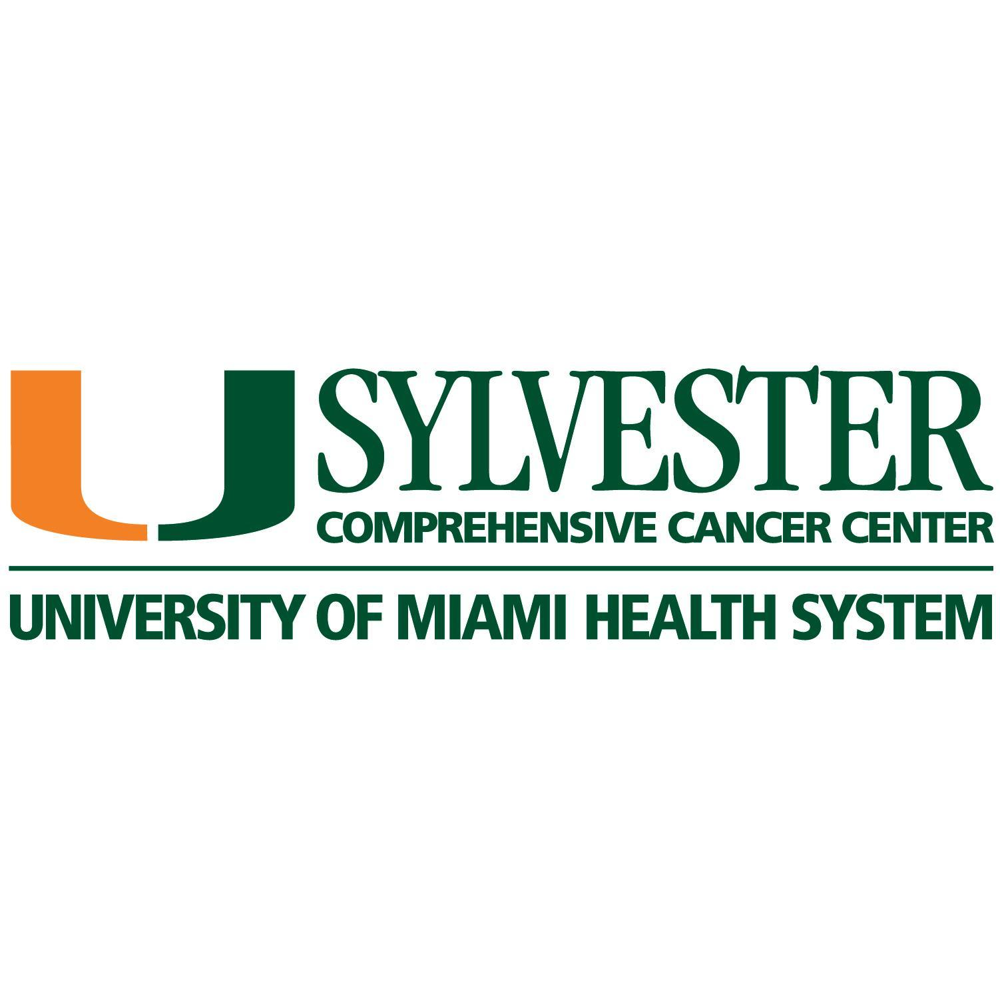 U SYLVESTER
COMPREHENSIVE CANCER CENTER
UNIVERSITY OF MIAMI HEALTH SYSTEM